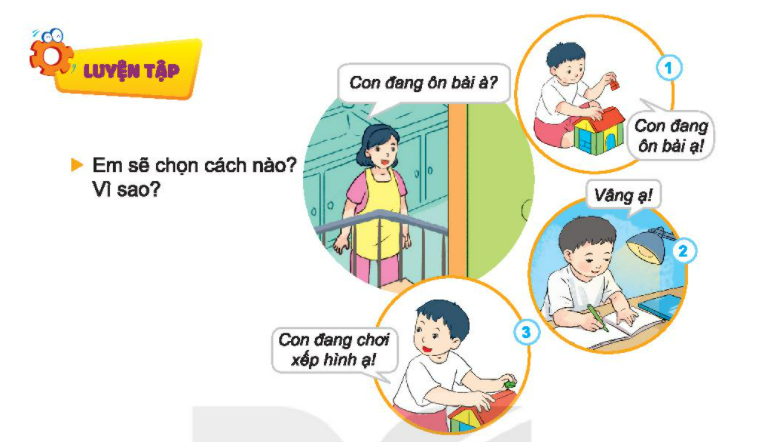 LUYỆN TẬP
Em sẽ chọn cách nào?
Vì sao?
Con đang ôn bài à?
1
Con đang
ôn bài ạ!
Vâng ạ!
2
3
Con đang chơi
xếp hình ạ!